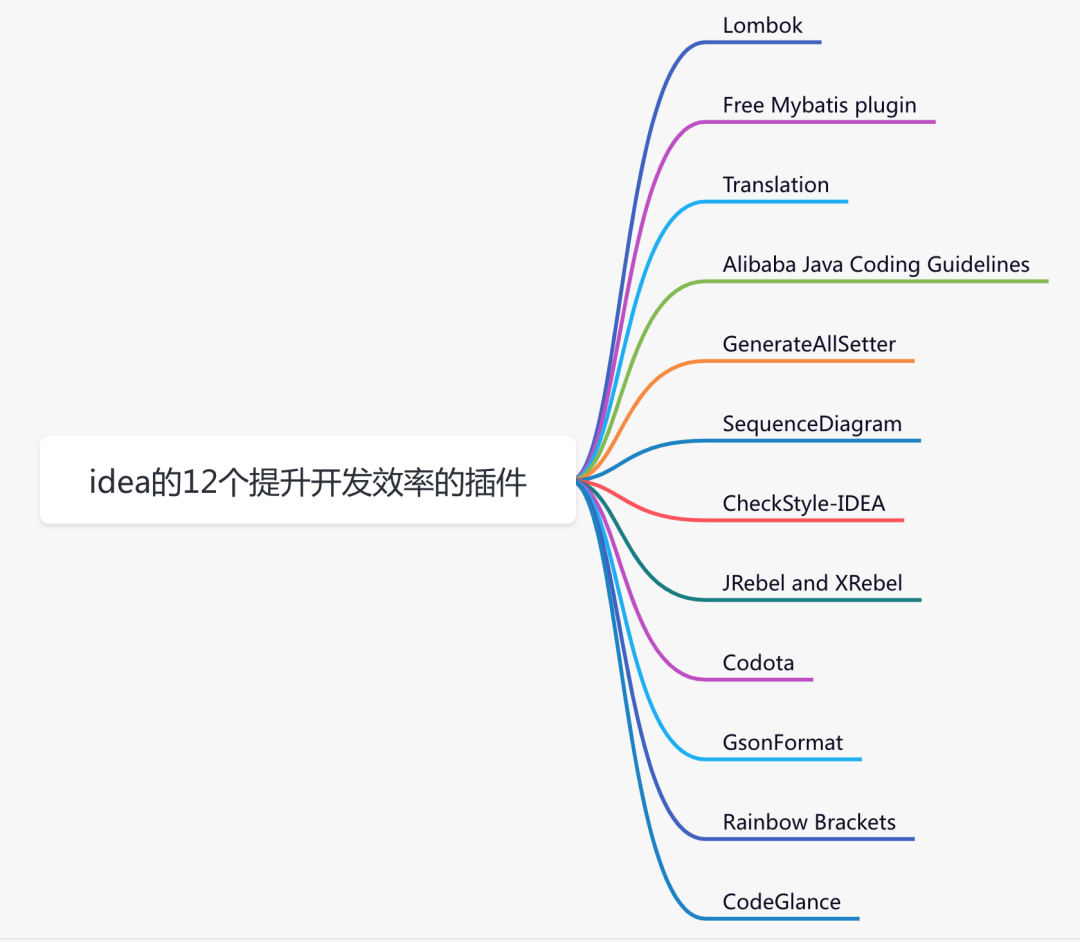 idea的12个提升开发效率的插件
Lombok
Free Mybatis plugin
Translation
Alibaba Java Coding Guidelines
GenerateAllSetter
SequenceDiagram
CheckStyle-IDEA
JRebel and XRebel
Codota
GsonFormat
Rainbow Brackets
CodeGlance